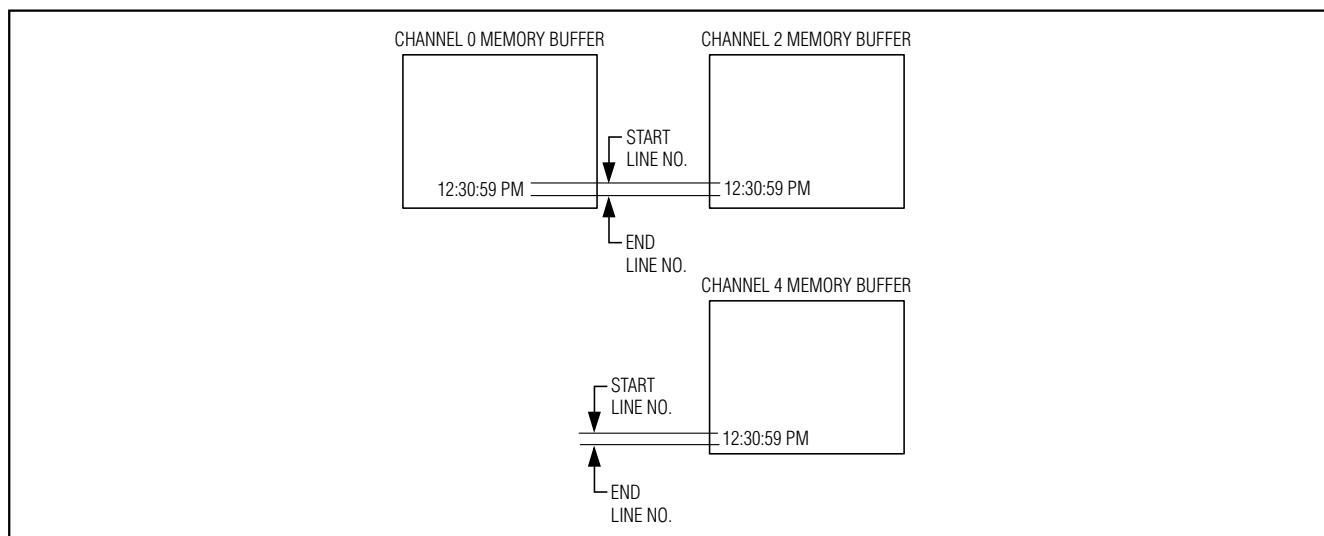 CHANNEL 0 MEMORY BUFFER
CHANNEL 2 MEMORY BUFFER
START
LINE NO.
12:30:59 PM
12:30:59 PM
END
LINE NO.
CHANNEL 4 MEMORY BUFFER
START
LINE NO.
12:30:59 PM
END
LINE NO.